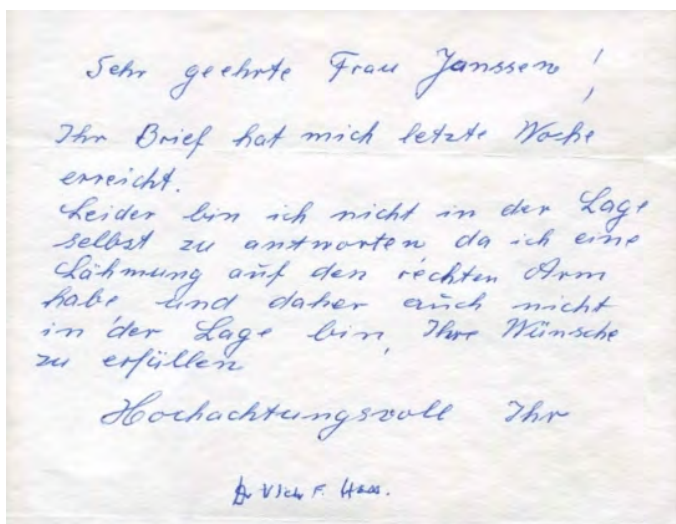 Sehr geehrte Frau Janssen!
Ihr Brief hat mich letzte Woche
erreicht.
Leider bin ich nicht in der Lage
selbst zu antworten da ich eine
Lähmung auf den rechten Arm
habe und daher auch nicht
in der Lage bin, Ihre Wünsche
zu erfüllen
Hochachtungsvoll Ihr
Dr F. Haas.